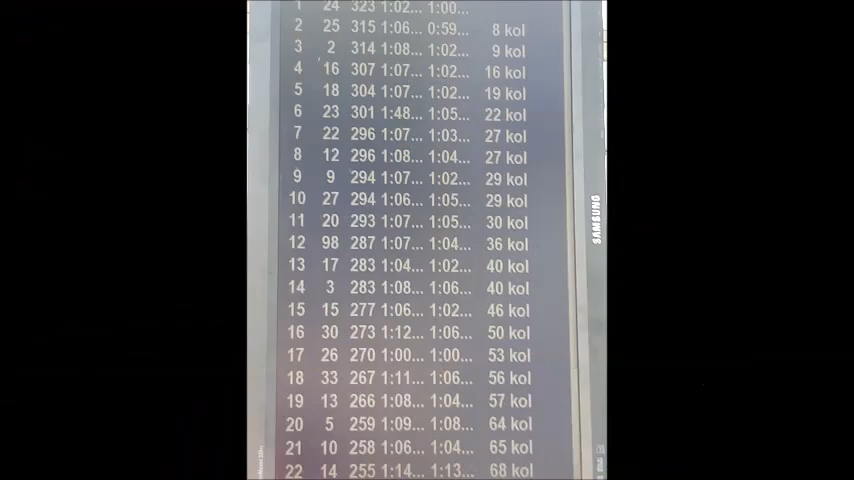 1 24 323 1:02... 1:00...
2 25 315 1:06... 0:59... 8 kol
3 2 314 1:08... 1:02... 9 kol
4 16 307 1:07... 1:02... 16 kol
5 18 304 1:07... 1:02... 19 kol
6 23 301 1:48... 1:05... 22 kol
7 22 296 1:07... 1:03... 27 kol
8 12 296 1:08... 1:04... 27 kol
9 9 294 1:07... 1:02... 29 kol
10 27 294 1:06... 1:05... 29 kol
11 20 293 1:07... 1:05... 30 kol
12 98 287 1:07... 1:04... 36 kol
13 17 283 1:04... 1:02... 40 kol
14 3 283 1:08... 1:06... 40 kol
15 15 277 1:06... 1:02... 46 kol
16 30 273 1:12... 1:06... 50 kol
17 26 270 1:00... 1:00... 53 kol
18 33 267 1:11... 1:06... 56 kol
19 13 266 1:08... 1:04... 57 kol
20 5 259 1:09... 1:08... 64 kol
21 10 258 1:06... 1:04... 65 kol
22 14 255 1:14... 1:13... 68 kol
SAMSUNG